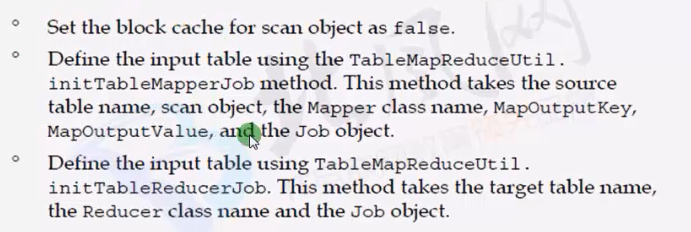 Set the block cache for scan object as false.
Define the input table using the TableMapReduceUtil.
initTableMapperJob method. This method takes the source
table name, scan object, the Mapper class name, MapOutputKey,
MapOutputValue, and the Job object.
Define the input table using TableMapReduceUtil.
initTableReducerJob. This method takes the target table name,
the Reducer class name and the Job object.